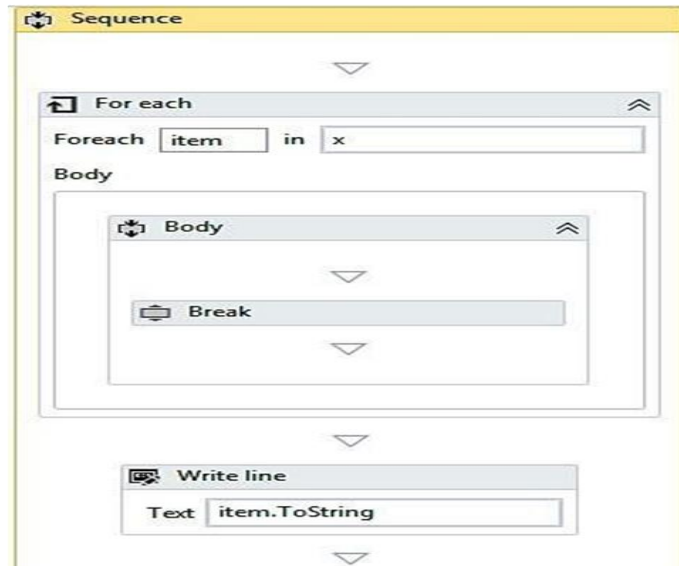 Sequence
For each
Foreach item in x
Body
Body
Break
Write line
Text item.ToString